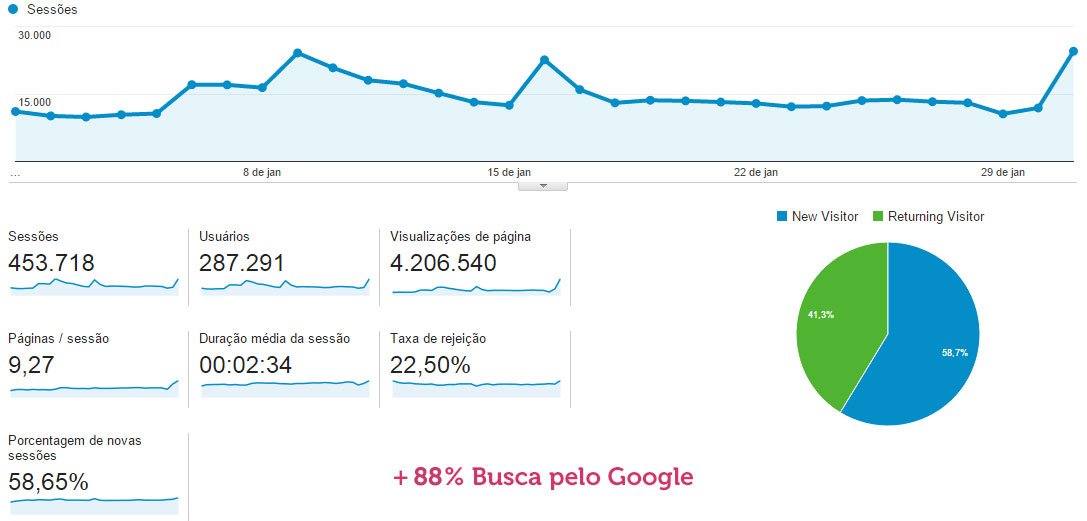 Sessões
30.000
15.000
...
8 de jan
15 de jan
22 de jan
29 de jan
New Visitor
Returning Visitor
Sessões
453.718
Usuários
287.291
Visualizações de página
4.206.540
41,3%
58,7%
Páginas / sessão
9,27
Duração média da sessão
00:02:34
Taxa de rejeição
22,50%
Porcentagem de novas
sessões
58,65%
+88% Busca pelo Google